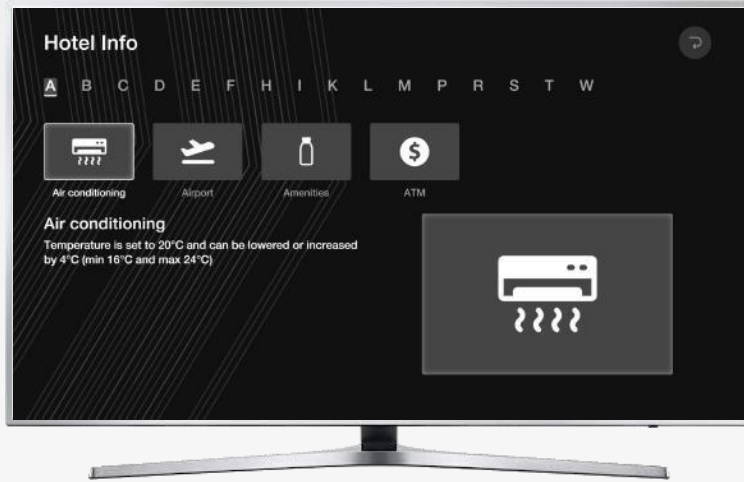 Hotel Info
A B C D E F H I K L M P R S T W
Air conditioning Airport Amenities ATM
Air conditioning
Temperature is set to 20°C and can be lowered or increased
by 4°C (min 16°C and max 24°C)